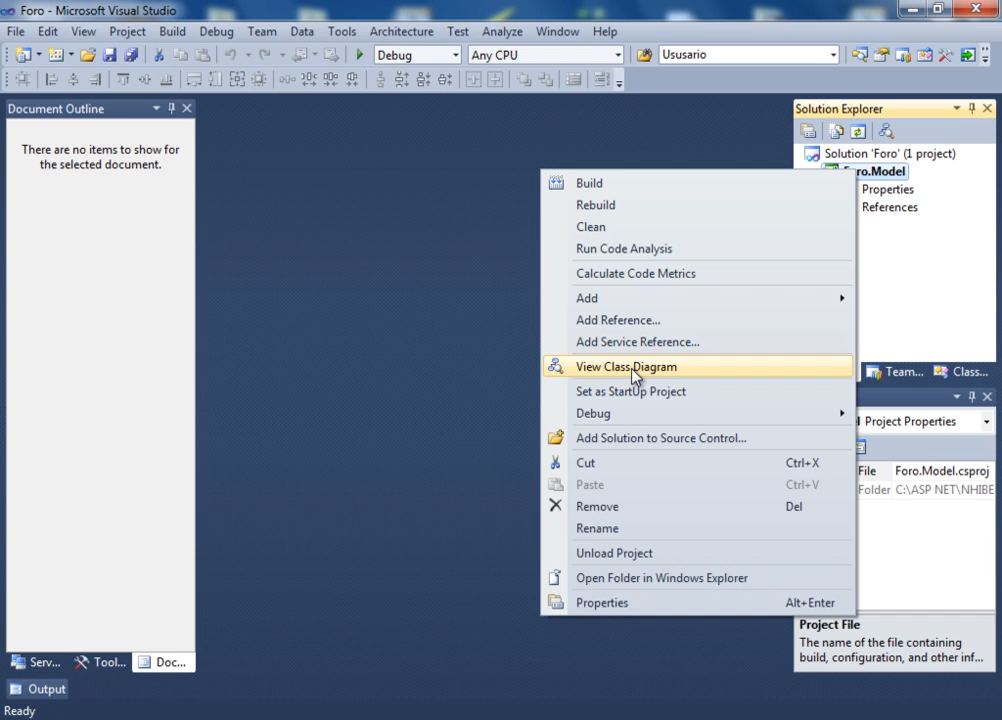 Foro - Microsoft Visual Studio
File Edit View Project Build Debug Team Data Tools Architecture Test Analyze Window Help
Debug Any CPU Ususario
Document Outline
There are no items to show for
the selected document.
Solution Explorer
Solution 'Foro' (1 project)
Foro.Model
Properties
References
Build
Rebuild
Clean
Run Code Analysis
Calculate Code Metrics
Add
Add Reference...
Add Service Reference...
View Class Diagram
Set as StartUp Project
Debug
Add Solution to Source Control...
Cut Ctrl+X
Paste Ctrl+V
Remove Del
Rename
Unload Project
Open Folder in Windows Explorer
Properties Alt+Enter
Team... Class...
Project Properties
File Foro.Model.csproj
Folder C:\ASP NET\NHIBE
Project File
The name of the file containing
build, configuration, and other inf...
Serv... Tool... Doc...
Output
Ready